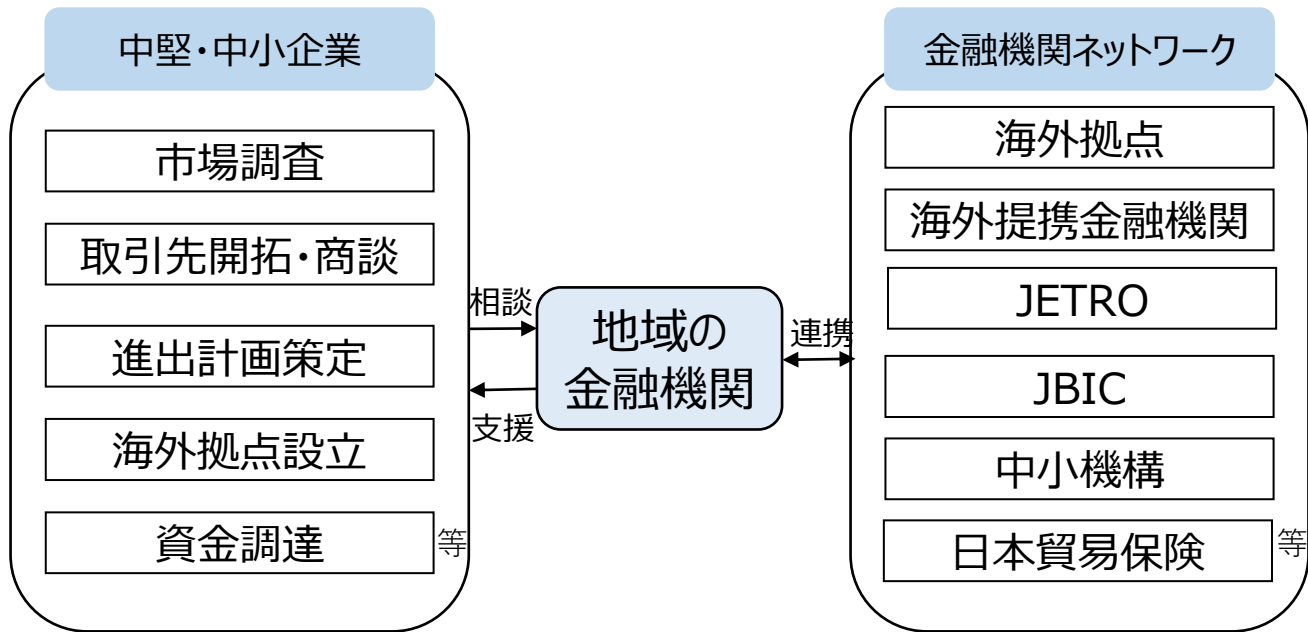 中堅・中小企業
市場調査
取引先開拓・商談
進出計画策定
海外拠点設立
資金調達
等
相談
支援
地域の
金融機関
連携
金融機関ネットワーク
海外拠点
海外提携金融機関
JETRO
JBIC
中小機構
日本貿易保険
等